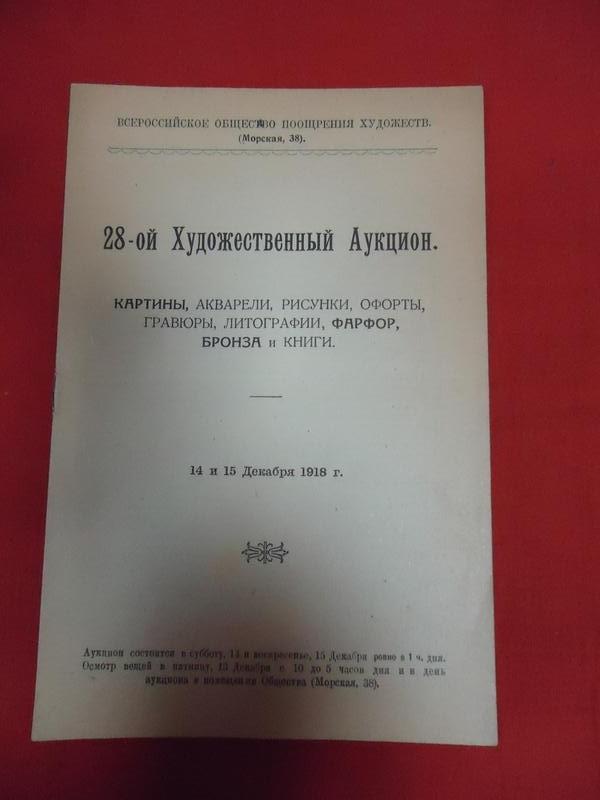 ВСЕРОССИЙСКОЕ ОБЩЕСТВО ПООЩРЕНИЯ ХУДОЖЕСТВ.
(Морская, 38).
28-ой Художественный Аукцион.
КАРТИНЫ, АКВАРЕЛИ, РИСУНКИ, ОФОРТЫ,
ГРАВЮРЫ, ЛИТОГРАФИИ, ФАРФОР,
БРОНЗА и КНИГИ.
14 и 15 Декабря 1918 г.
Аукцион состоится в субботу, 14 и воскресенье, 15 Декабря ровно в 1 ч. дня.
Осмотр вещей в пятницу, 13 Декабря с 10 до 5 часов дня и в день
аукциона в помещении Общества (Морская, 38).